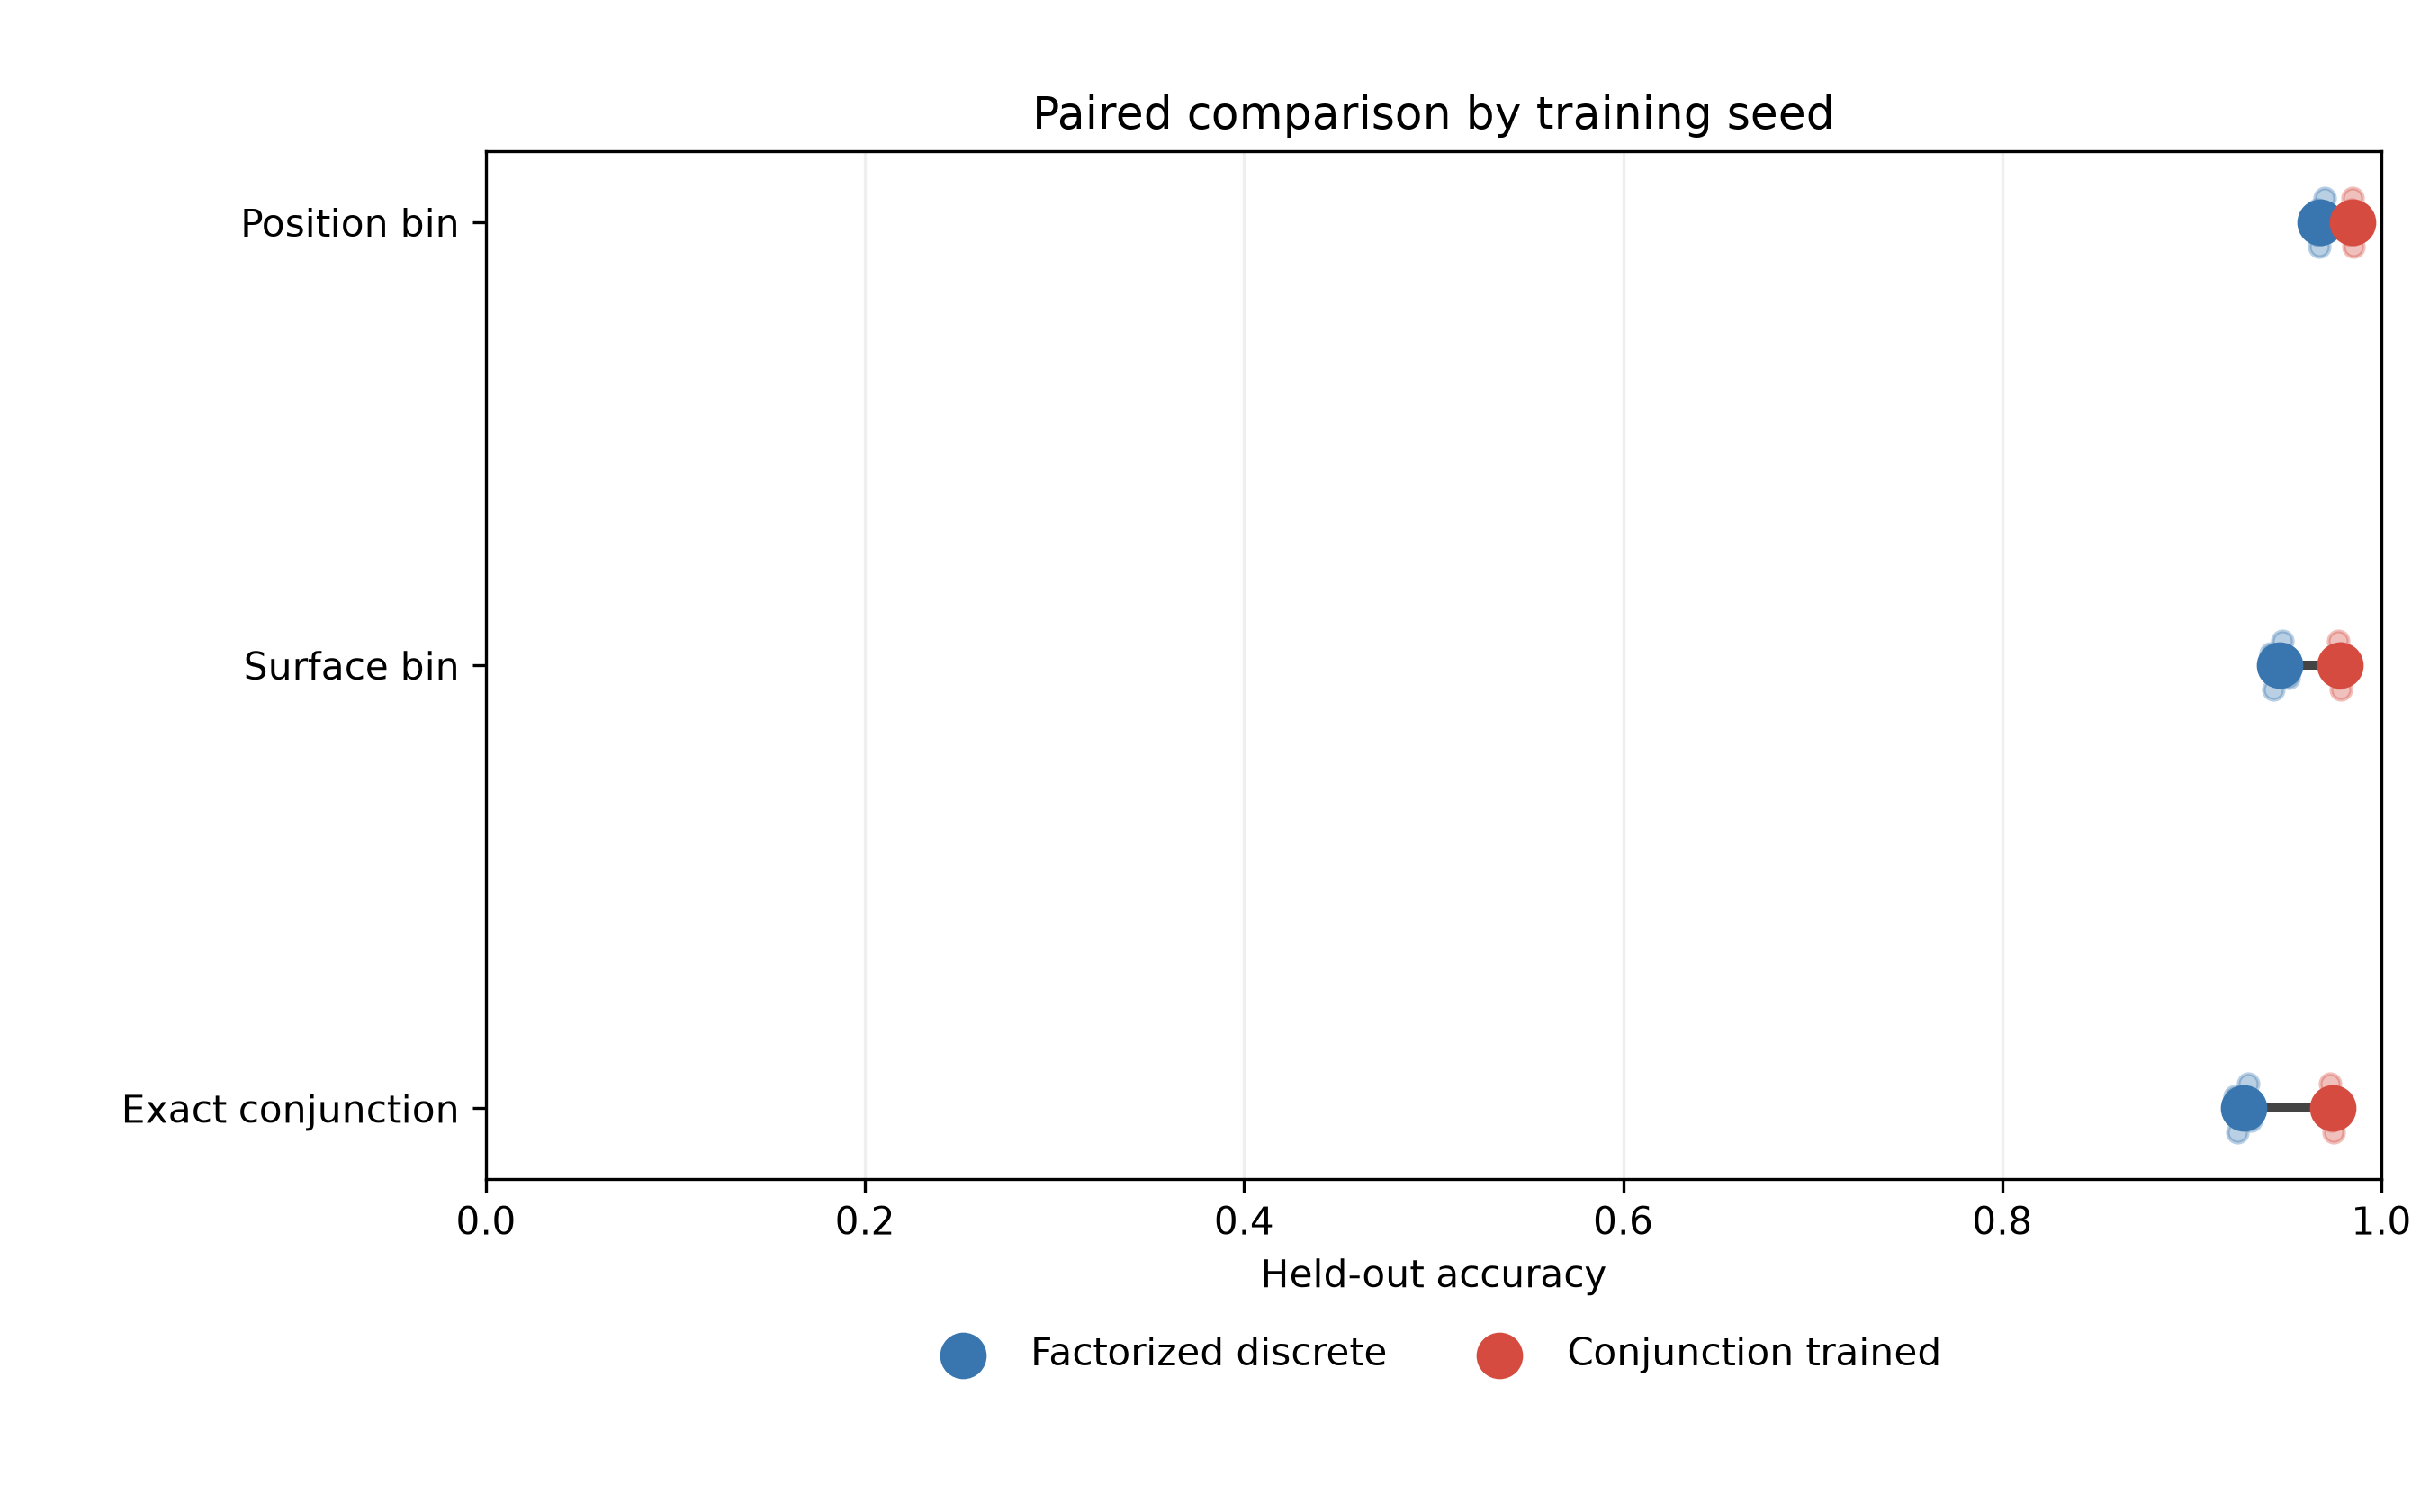 Paired comparison by training seed
Position bin
Surface bin
Exact conjunction
0.0 0.2 0.4 0.6 0.8 1.0
Held-out accuracy
Factorized discrete Conjunction trained